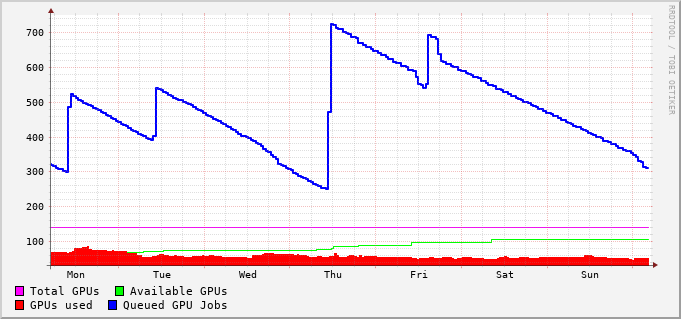 RRDTOOL / TOBI OETIKER
700
600
500
400
300
200
100
Mon Tue Wed Thu Fri Sat Sun
Total GPUs Available GPUs
GPUs used Queued GPU Jobs